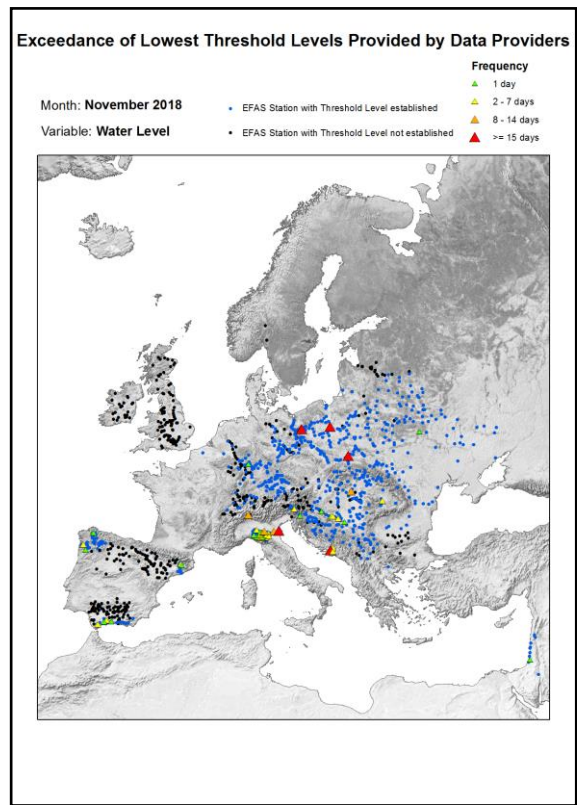 Exceedance of Lowest Threshold Levels Provided by Data Providers
Frequency
1 day
Month: November 2018
EFAS Station with Threshold Level established
2 - 7 days
8 - 14 days
Variable: Water Level
EFAS Station with Threshold Level not established
>= 15 days